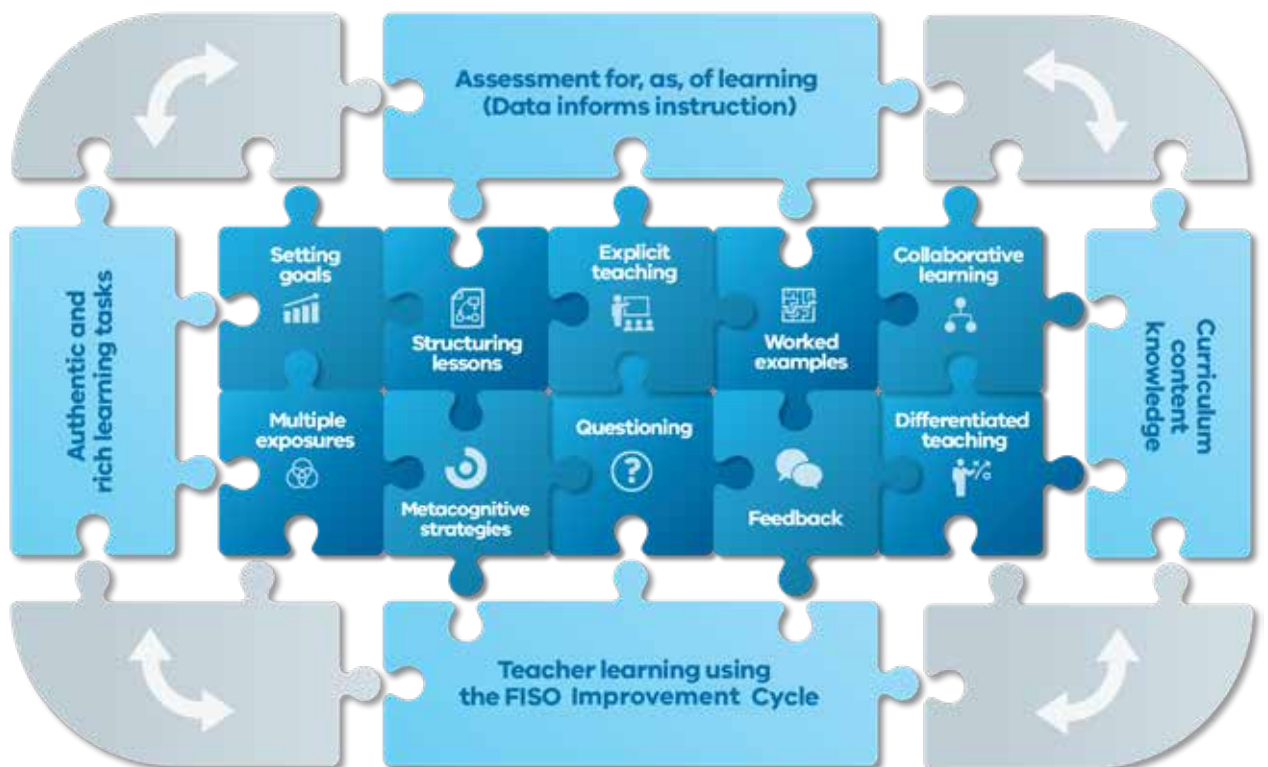 Assessment for, as, of learning
(Data informs instruction)
Authentic and
rich learning tasks
Setting
goals
Structuring
lessons
Explicit
teaching
Worked
examples
Collaborative
learning
Multiple
exposures
Metacognitive
strategies
Questioning
?
Feedback
Differentiated
teaching
Curriculum
content
knowledge
Teacher learning using
the FISO Improvement Cycle